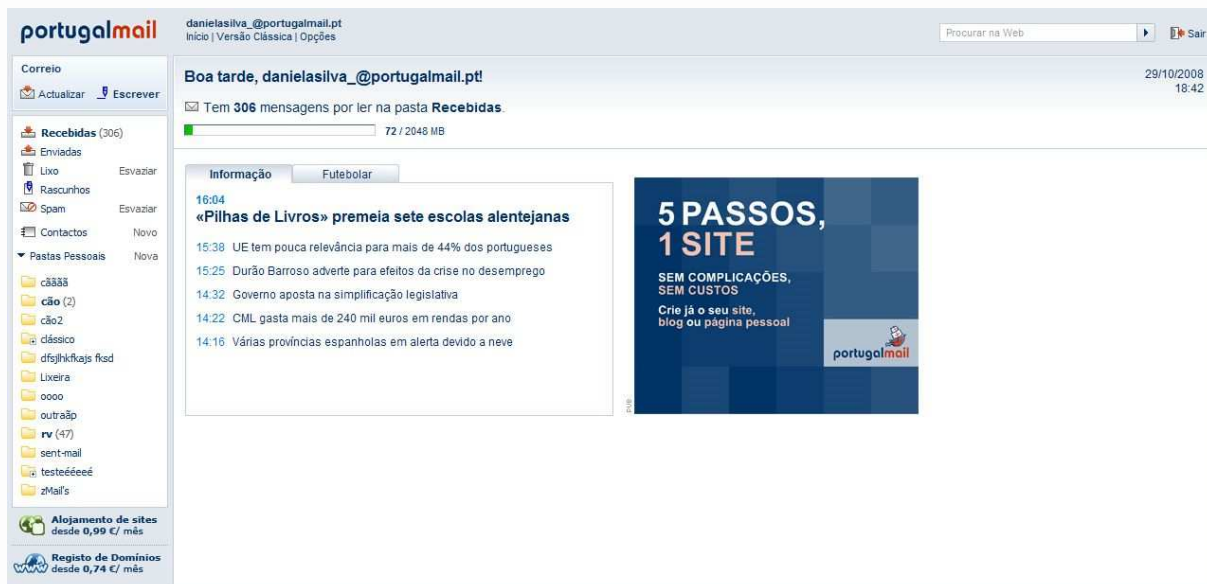 portugalmail
danielasilva_@portugalmail.pt
Início | Versão Clássica | Opções
Procurar na Web
Sair
Correio
Actualizar Escrever
Recebidas (306)
Enviadas
Lixo Esvaziar
Rascunhos
Spam Esvaziar
Contactos Novo
Pastas Pessoais Nova
cãããã
cão (2)
cão2
clássico
dfsjlhkfkajs fksd
Lixeira
oooo
outraãp
rv (47)
sent-mail
testeééeeé
zMail's
Alojamento de sites
desde 0,99 €/ mês
Registo de Domínios
desde 0,74 €/ mês
Boa tarde, danielasilva_@portugalmail.pt!
29/10/2008
18:42
Tem 306 mensagens por ler na pasta Recebidas.
72 / 2048 MB
Informação Futebolar
16:04
«Pilhas de Livros» premeia sete escolas alentejanas
15:38 UE tem pouca relevância para mais de 44% dos portugueses
15:25 Durão Barroso adverte para efeitos da crise no desemprego
14:32 Governo aposta na simplificação legislativa
14:22 CML gasta mais de 240 mil euros em rendas por ano
14:16 Várias províncias espanholas em alerta devido a neve
5 PASSOS,
1 SITE
SEM COMPLICAÇÕES,
SEM CUSTOS
Crie já o seu site,
blog ou página pessoal
portugalmail
PUB